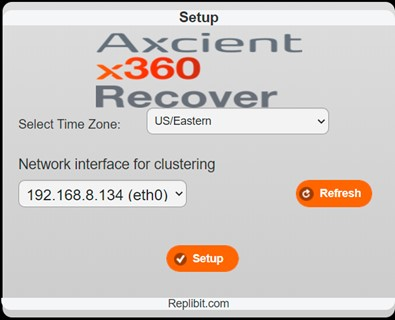 Setup
Axcient
x360
Recover
Select Time Zone: US/Eastern
Network interface for clustering
192.168.8.134 (eth0) Refresh
Setup
Replibit.com